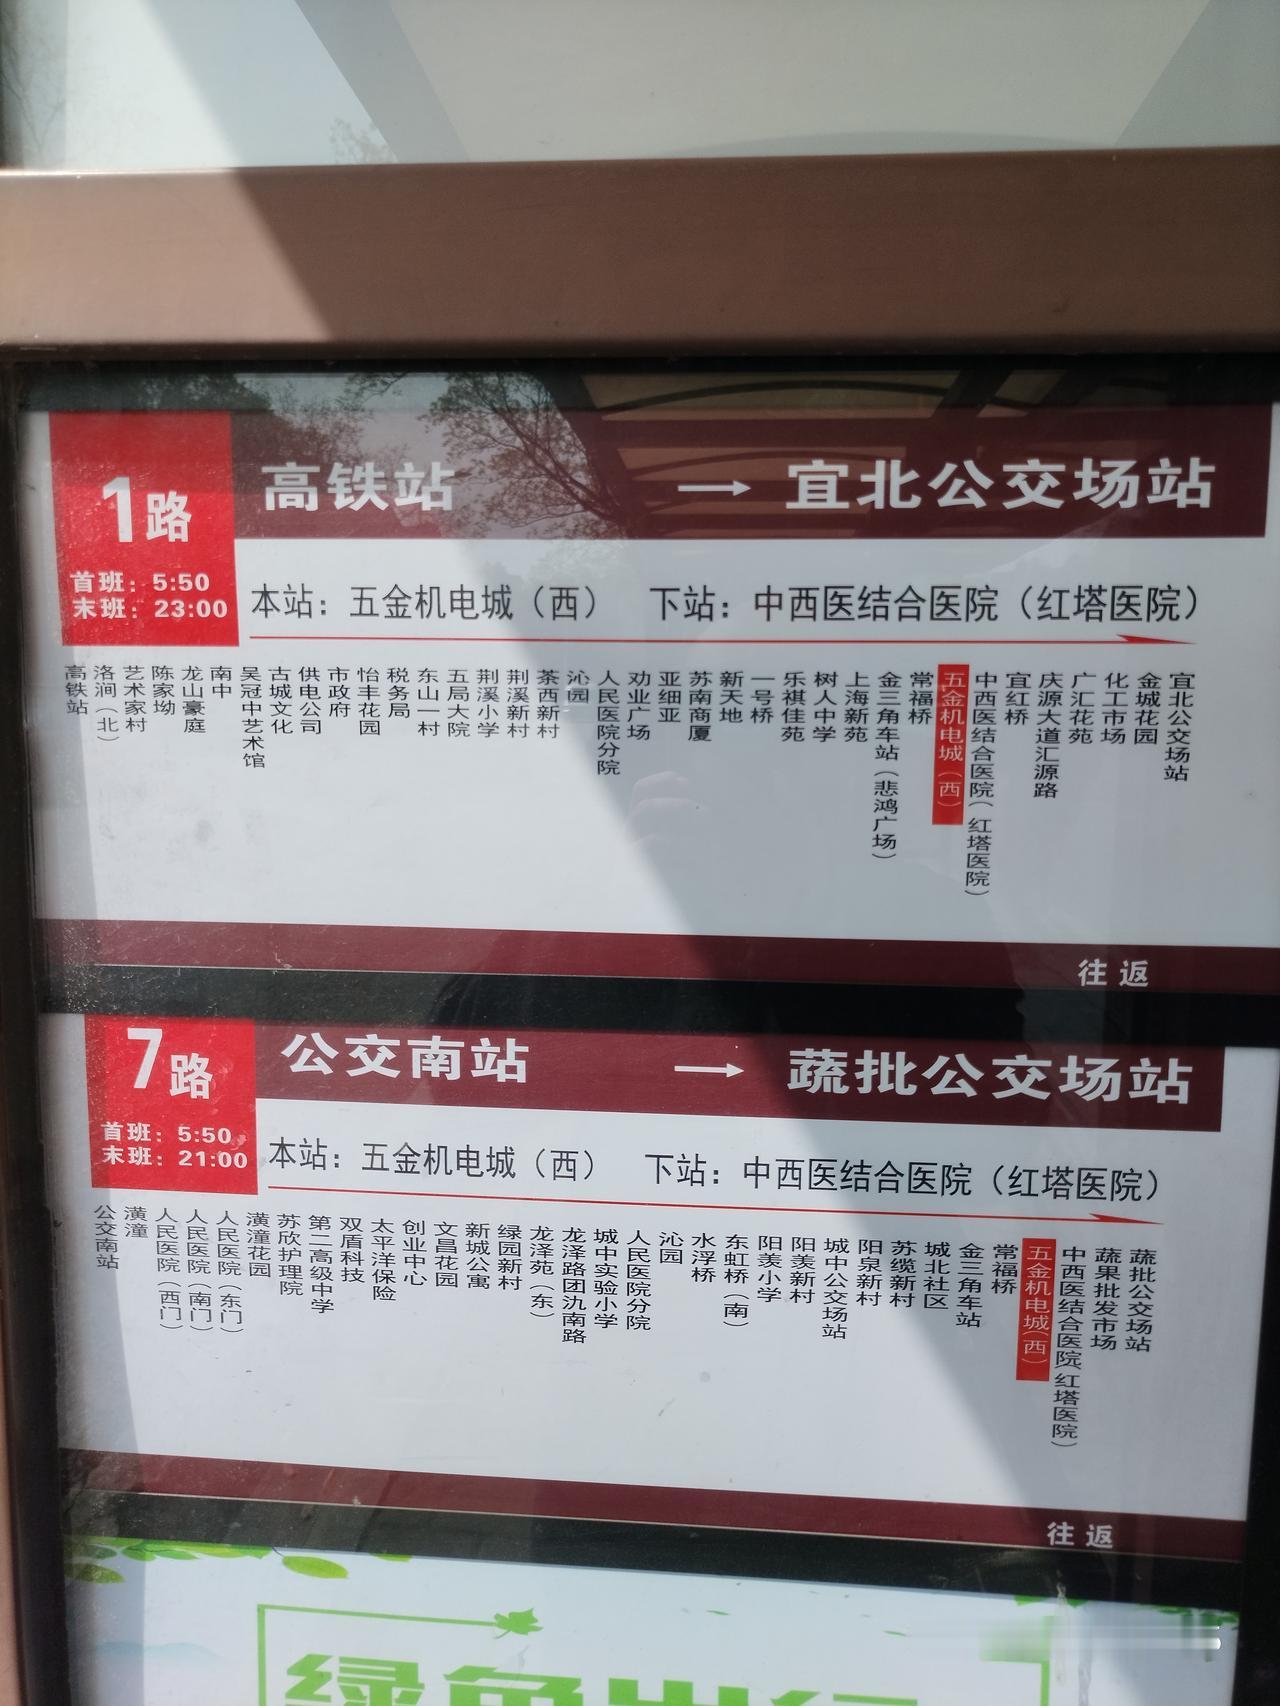 1路
首班：5:50
末班：23:00
高铁站 → 宜北公交场站
本站：五金机电城（西） 下站：中西医结合医院（红塔医院）
高铁站
洛涧（北）
艺术家村
陈家坳
龙山豪庭
南中
吴冠中艺术馆
古城文化
供电公司
市政府
怡丰花园
税务局
东山一村
五局大院
荆溪小学
荆溪新村
茶西新村
沁园
人民医院分院
劝业广场
亚细亚
苏南商厦
新天地
一号桥
乐祺佳苑
树人中学
上海新苑
金三角车站（悲鸿广场）
常福桥
五金机电城（西）
中西医结合医院（红塔医院）
宜红桥
庆源大道汇源路
广汇花苑
化工市场
金城花园
宜北公交场站
往返
7路
首班：5:50
末班：21:00
公交南站 → 蔬批公交场站
本站：五金机电城（西） 下站：中西医结合医院（红塔医院）
公交南站
潢潼
人民医院（西门）
人民医院（南门）
人民医院（东门）
潢潼花园
苏欣护理院
第二高级中学
双盾科技
太平洋保险
创业中心
文昌花园
新城公寓
绿园新村
龙泽苑（东）
龙泽路团氿南路
城中实验小学
人民医院分院
沁园
水浮桥
东虹桥（南）
阳羡小学
阳羡新村
城中公交场站
阳泉新村
苏缆新村
城北社区
金三角车站
常福桥
五金机电城（西）
中西医结合医院（红塔医院）
蔬果批发市场
蔬批公交场站
往返
绿色出行